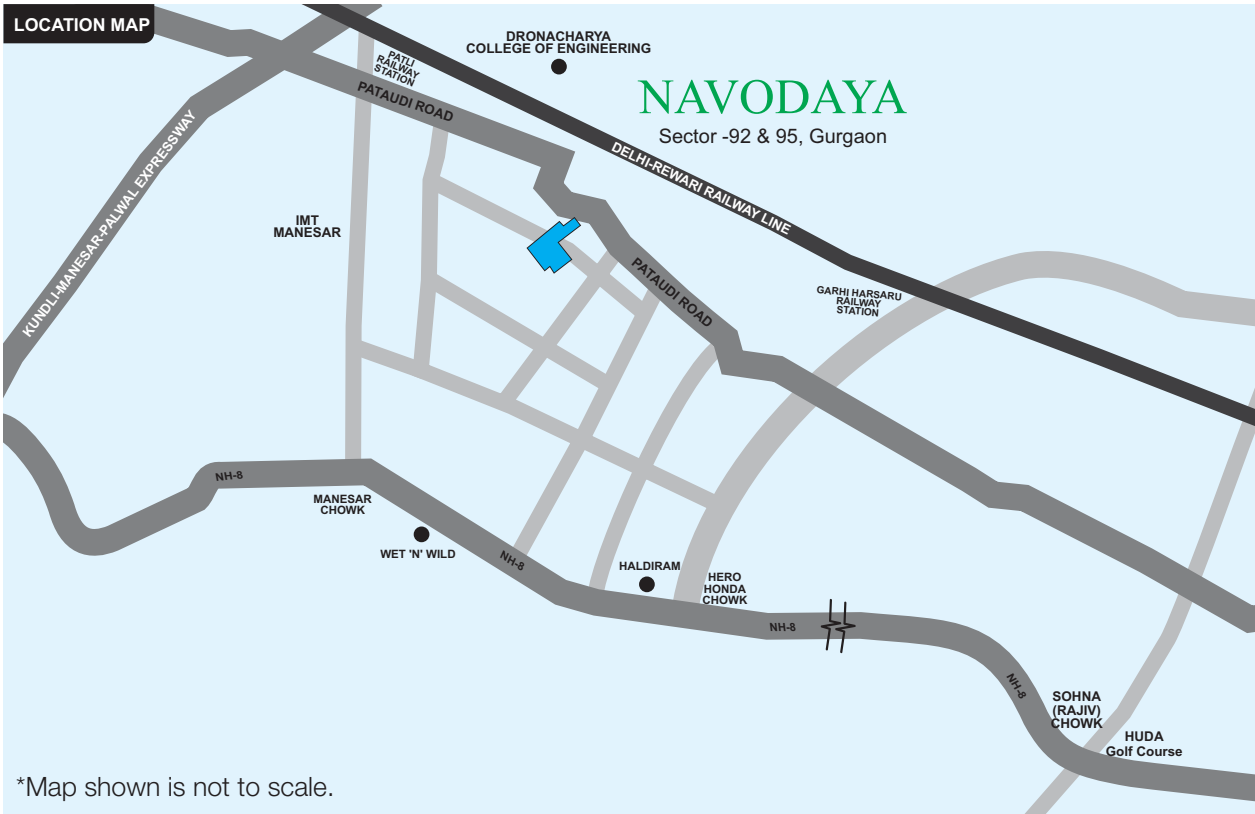 LOCATION MAP
DRONACHARYA
COLLEGE OF ENGINEERING
PATLI
RAILWAY
STATION
PATAUDI ROAD
NAVODAYA
Sector -92 & 95, Gurgaon
DELHI-REWARI RAILWAY LINE
KUNDLI-MANESAR-PALWAL EXPRESSWAY
IMT
MANESAR
PATAUDI ROAD
GARHI HARSARU
RAILWAY
STATION
NH-8
MANESAR
CHOWK
WET 'N' WILD
NH-8
HALDIRAM
HERO
HONDA
CHOWK
NH-8
NH-8
SOHNA
(RAJIV)
CHOWK
HUDA
Golf Course
*Map shown is not to scale.